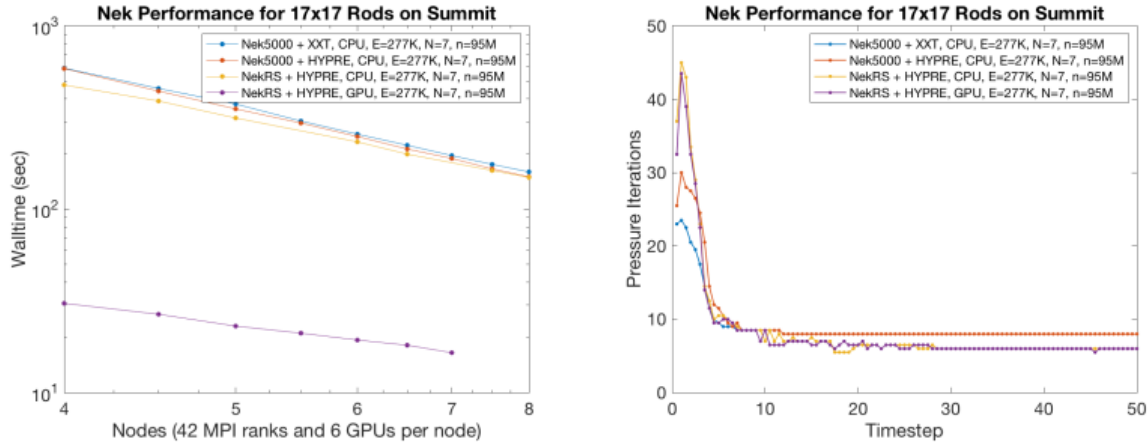 Nek Performance for 17x17 Rods on Summit
10³
Nek5000 + XXT, CPU, E=277K, N=7, n=95M
Nek5000 + HYPRE, CPU, E=277K, N=7, n=95M
NekRS + HYPRE, CPU, E=277K, N=7, n=95M
NekRS + HYPRE, GPU, E=277K, N=7, n=95M
Walltime (sec)
10²
10¹
4
5
6
7
8
Nodes (42 MPI ranks and 6 GPUs per node)
Nek Performance for 17x17 Rods on Summit
50
Nek5000 + XXT, CPU, E=277K, N=7, n=95M
Nek5000 + HYPRE, CPU, E=277K, N=7, n=95M
NekRS + HYPRE, CPU, E=277K, N=7, n=95M
NekRS + HYPRE, GPU, E=277K, N=7, n=95M
40
Pressure Iterations
30
20
10
0
0
10
20
30
40
50
Timestep